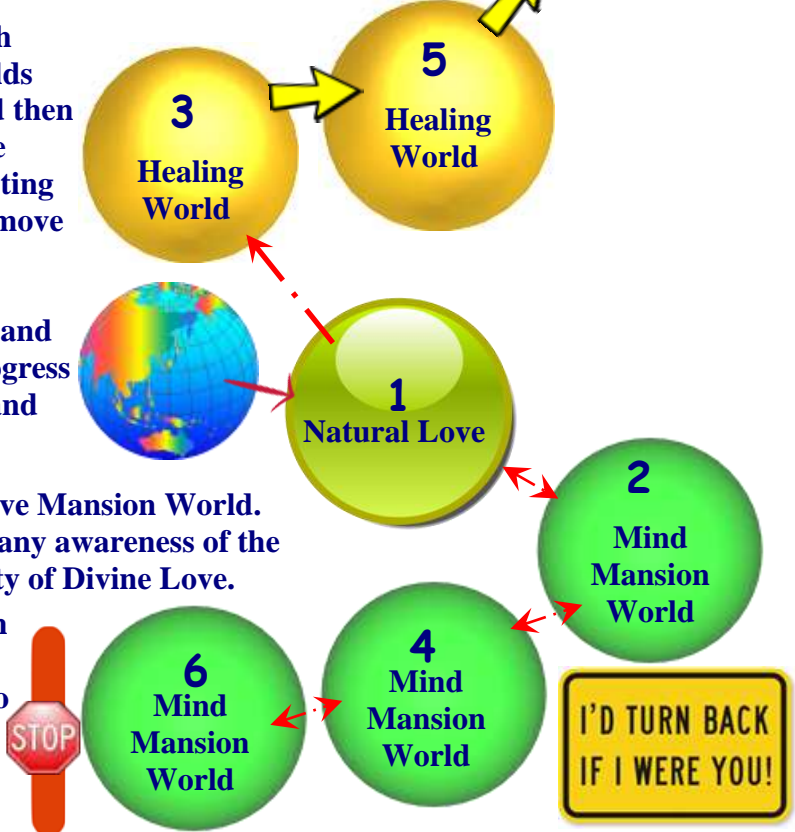 h
lds
d then
e
ting
move
and
ogress
and
ve Mansion World.
any awareness of the
ty of Divine Love.
n
o
3
Healing
World
5
Healing
World
1
Natural Love
2
Mind
Mansion
World
4
Mind
Mansion
World
6
Mind
Mansion
World
STOP
I'D TURN BACK
IF I WERE YOU!